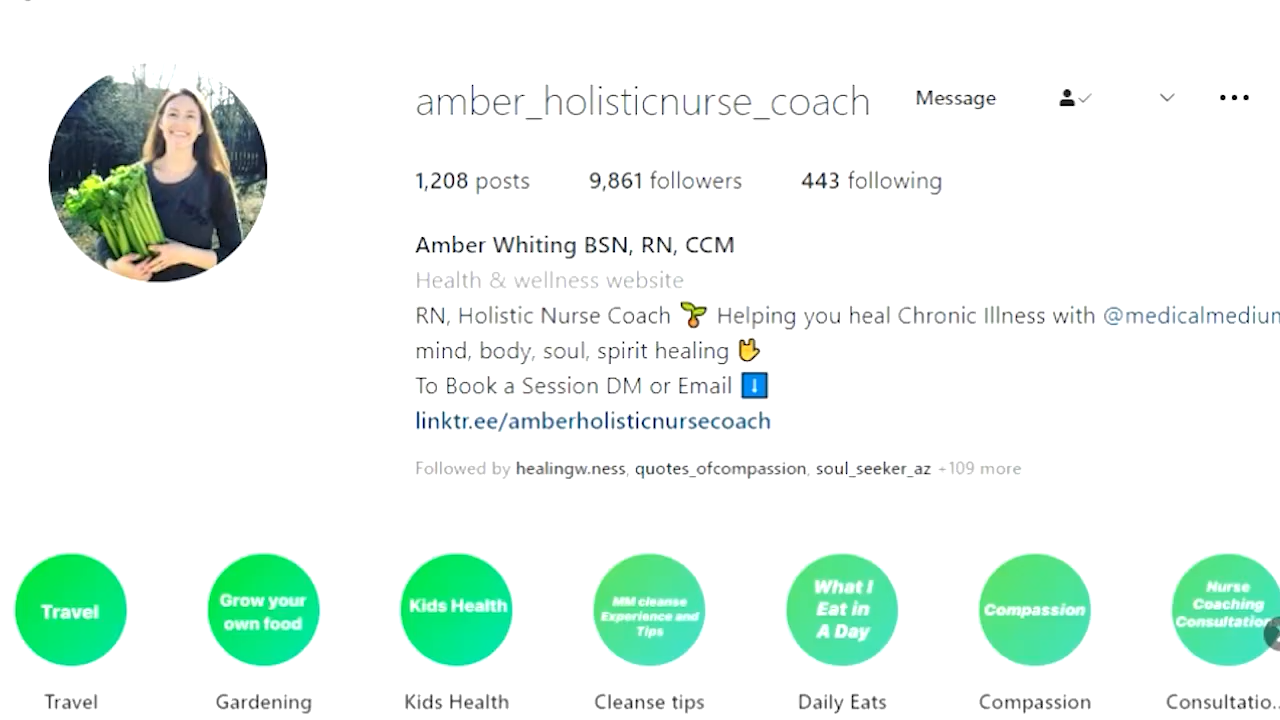 amber_holisticnurse_coach Message
1,208 posts 9,861 followers 443 following
Amber Whiting BSN, RN, CCM
Health & wellness website
RN, Holistic Nurse Coach 🌱 Helping you heal Chronic Illness with @medicalmedium
mind, body, soul, spirit healing 🤟
To Book a Session DM or Email ⬇️
linktr.ee/amberholisticnursecoach
Followed by healingw.ness, quotes_ofcompassion, soul_seeker_az +109 more
Travel
Grow your
own food
Kids Health
MM cleanse
Experience and
Tips
What I
Eat in
A Day
Compassion
Nurse
Coaching
Consultation
Travel Gardening Kids Health Cleanse tips Daily Eats Compassion Consultatio...